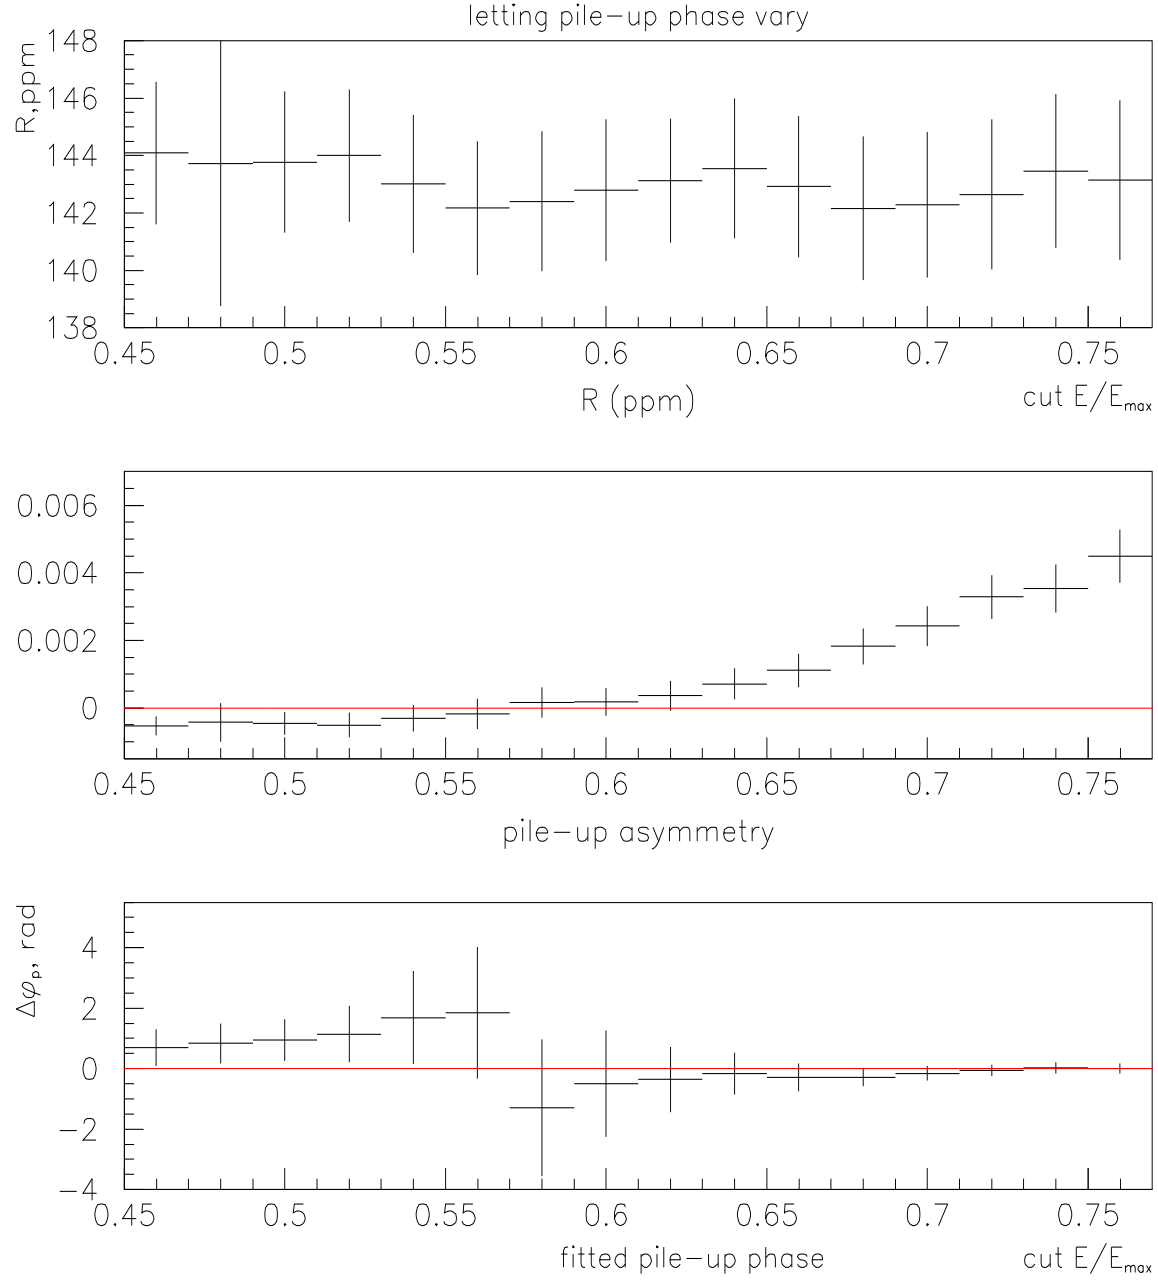 letting pile-up phase vary
R,ppm
148
146
144
142
140
138
0.45 0.5 0.55 0.6 0.65 0.7 0.75
R (ppm) cut E/Emax
0.006
0.004
0.002
0
0.45 0.5 0.55 0.6 0.65 0.7 0.75
pile-up asymmetry
Δφp, rad
4
2
0
-2
-4
0.45 0.5 0.55 0.6 0.65 0.7 0.75
fitted pile-up phase cut E/Emax